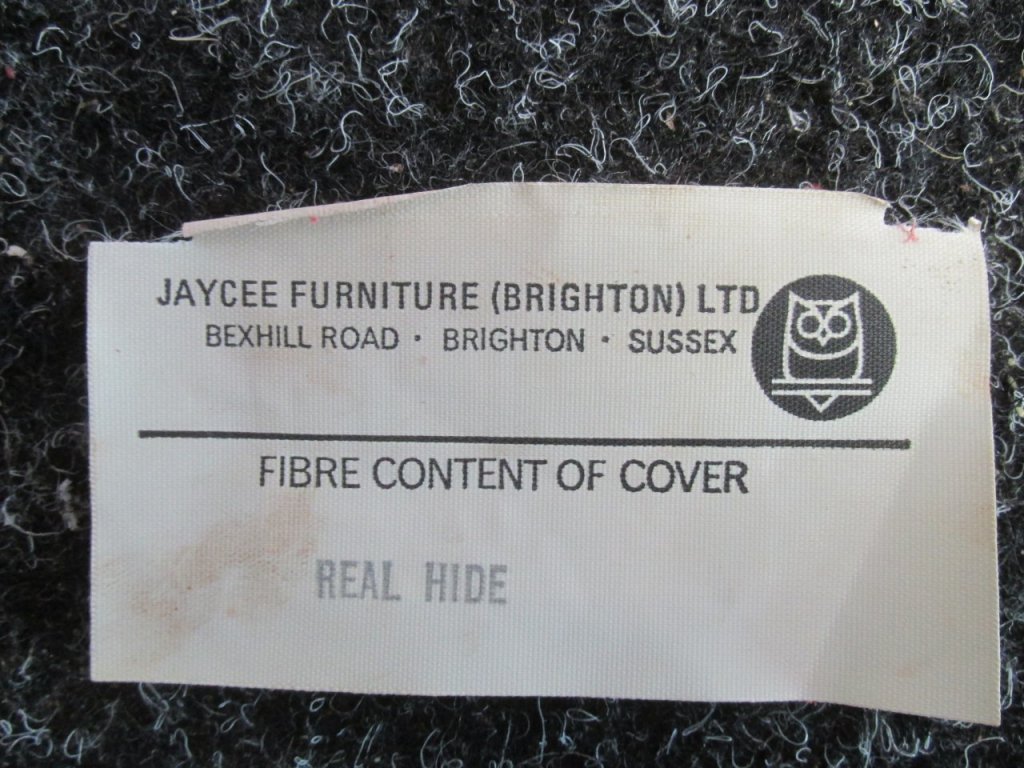 JAYCEE FURNITURE (BRIGHTON) LTD
BEXHILL ROAD · BRIGHTON · SUSSEX
FIBRE CONTENT OF COVER
REAL HIDE